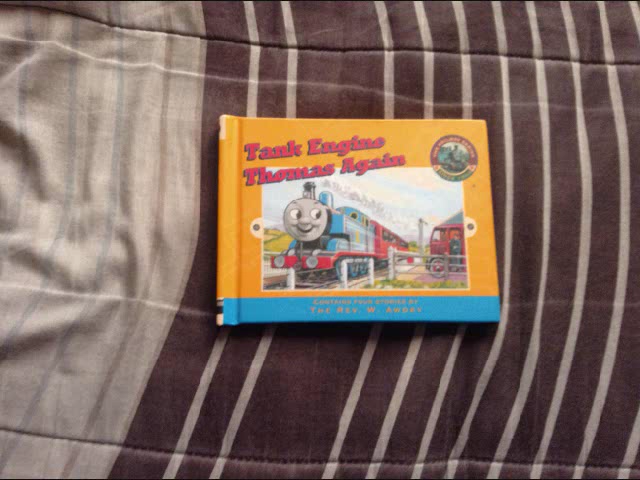 Tank Engine
Thomas Again
Contains four stories by
The Rev. W. Awdry